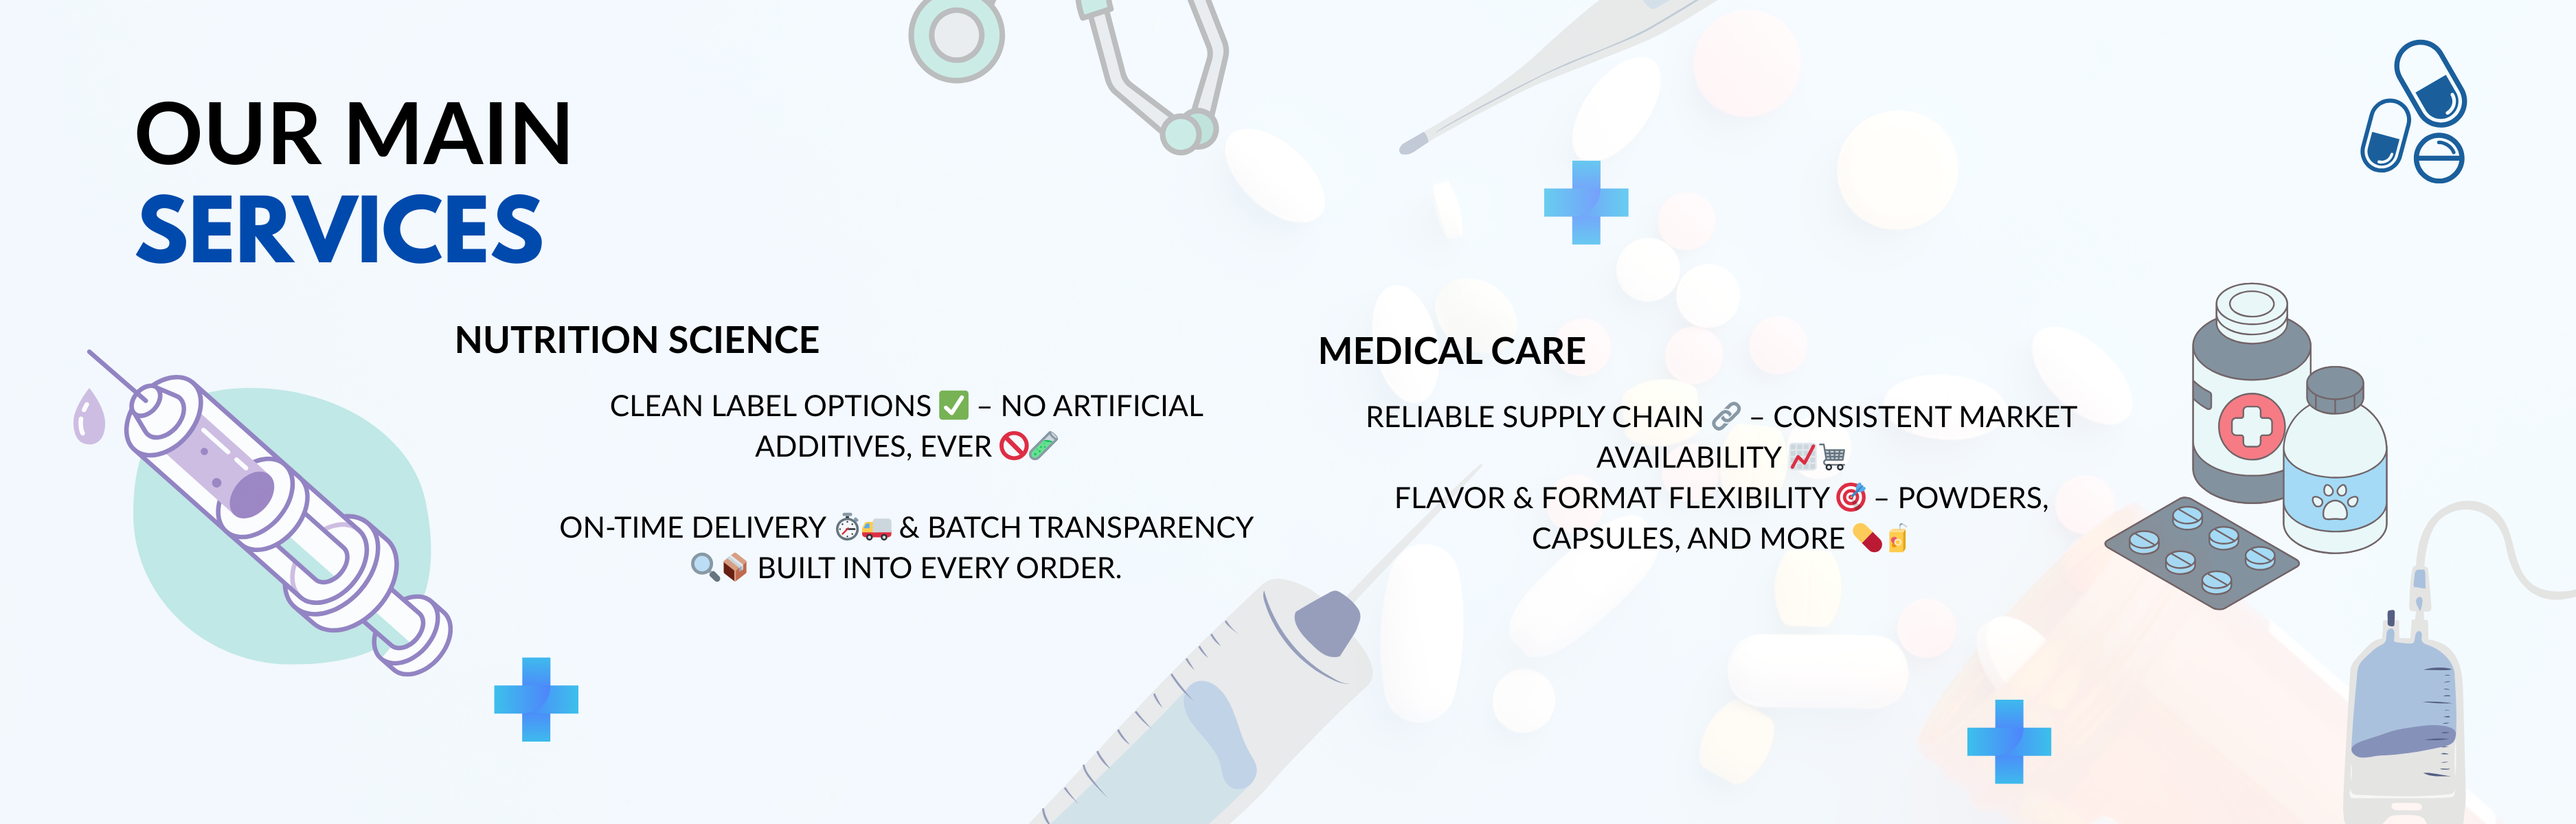 OUR MAIN
SERVICES
NUTRITION SCIENCE
CLEAN LABEL OPTIONS ✅ – NO ARTIFICIAL
ADDITIVES, EVER 🚫🧪
ON-TIME DELIVERY ⏱️🚚 & BATCH TRANSPARENCY
🔍📦 BUILT INTO EVERY ORDER.
MEDICAL CARE
RELIABLE SUPPLY CHAIN 🔗 – CONSISTENT MARKET
AVAILABILITY 📈🛒
FLAVOR & FORMAT FLEXIBILITY 🎯 – POWDERS,
CAPSULES, AND MORE 💊🧃